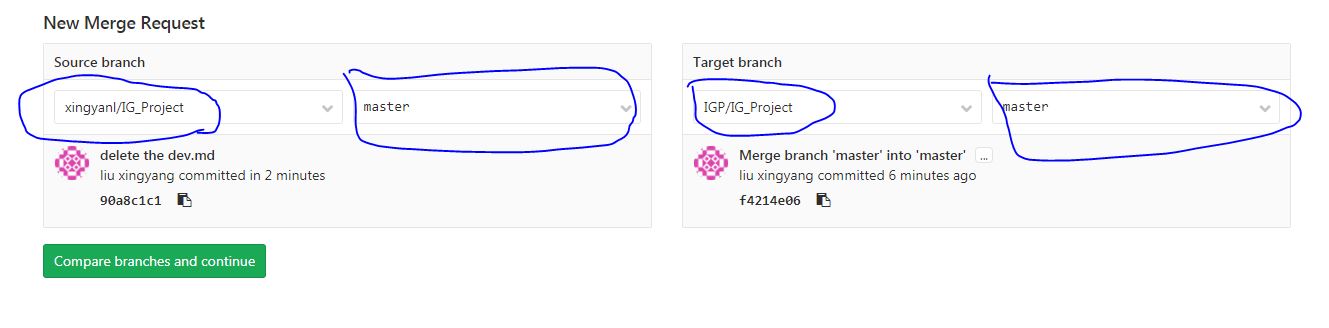 New Merge Request
Source branch
xingyanl/IG_Project
master
delete the dev.md
liu xingyang committed in 2 minutes
90a8c1c1
Target branch
IGP/IG_Project
master
Merge branch 'master' into 'master' ...
liu xingyang committed 6 minutes ago
f4214e06
Compare branches and continue